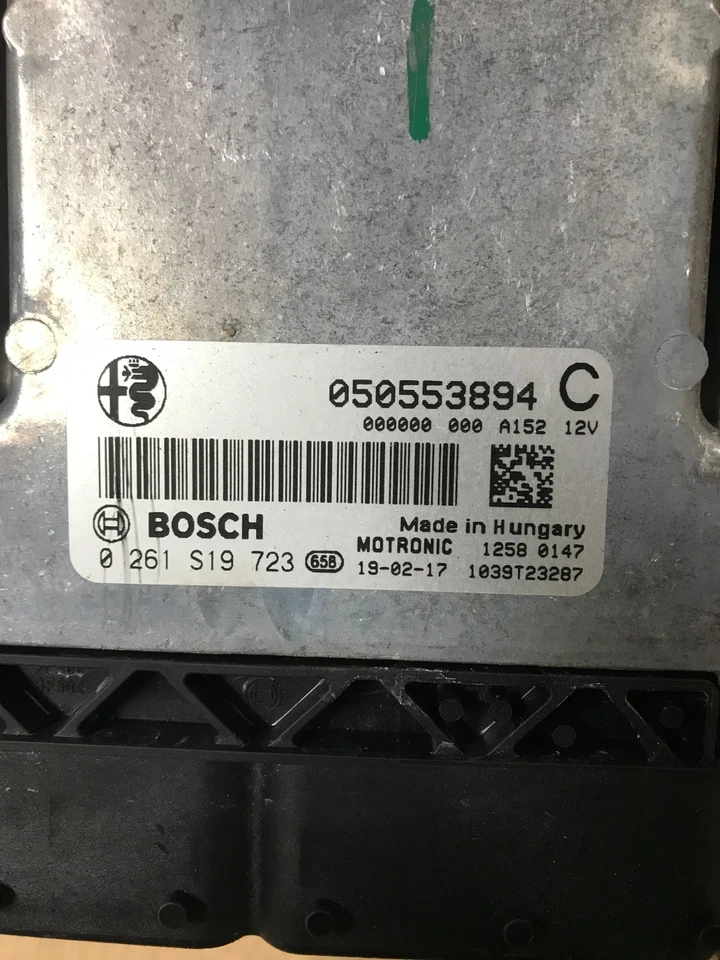 050553894 C
000000 000 A152 12V
BOSCH
Made in Hungary
0 261 S19 723 658
MOTRONIC 1258 0147
19-02-17 1039T23287